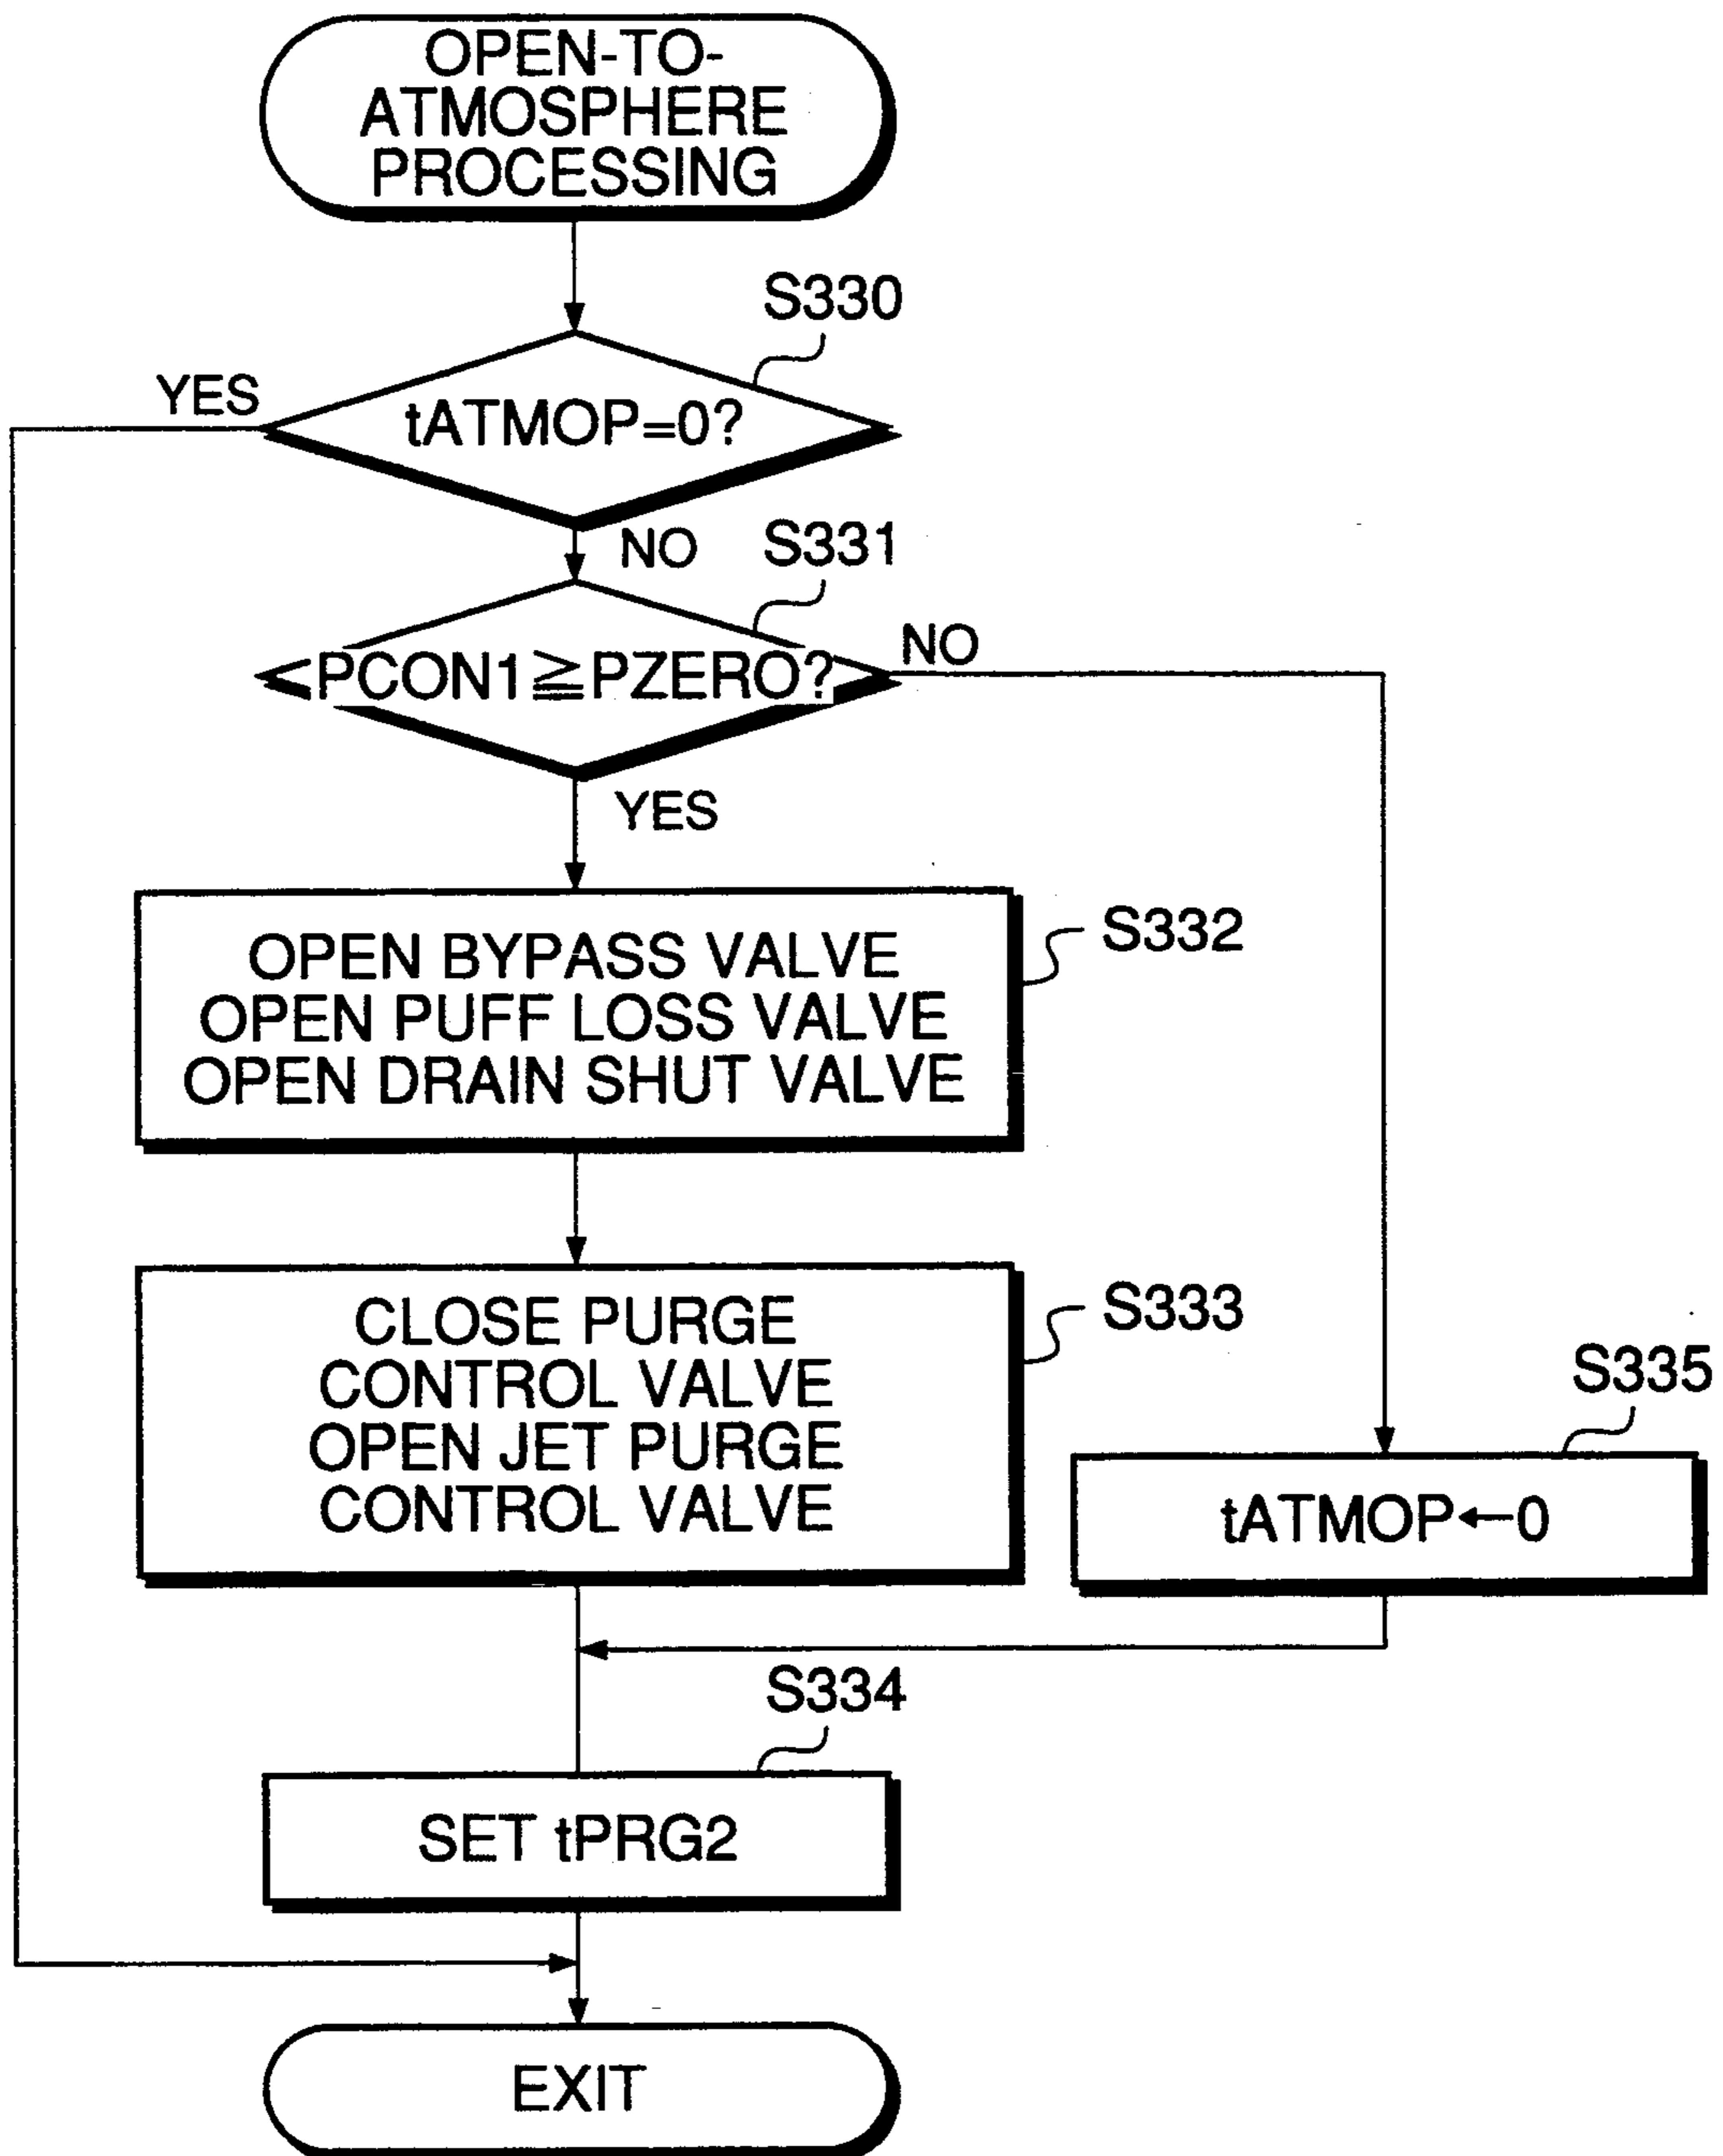 OPEN-TO-
ATMOSPHERE
PROCESSING
S330
YES
tATMOP=0?
NO
S331
NO
PCON1≧PZERO?
YES
S332
OPEN BYPASS VALVE
OPEN PUFF LOSS VALVE
OPEN DRAIN SHUT VALVE
S333
CLOSE PURGE
CONTROL VALVE
OPEN JET PURGE
CONTROL VALVE
S335
tATMOP←0
S334
SET tPRG2
EXIT